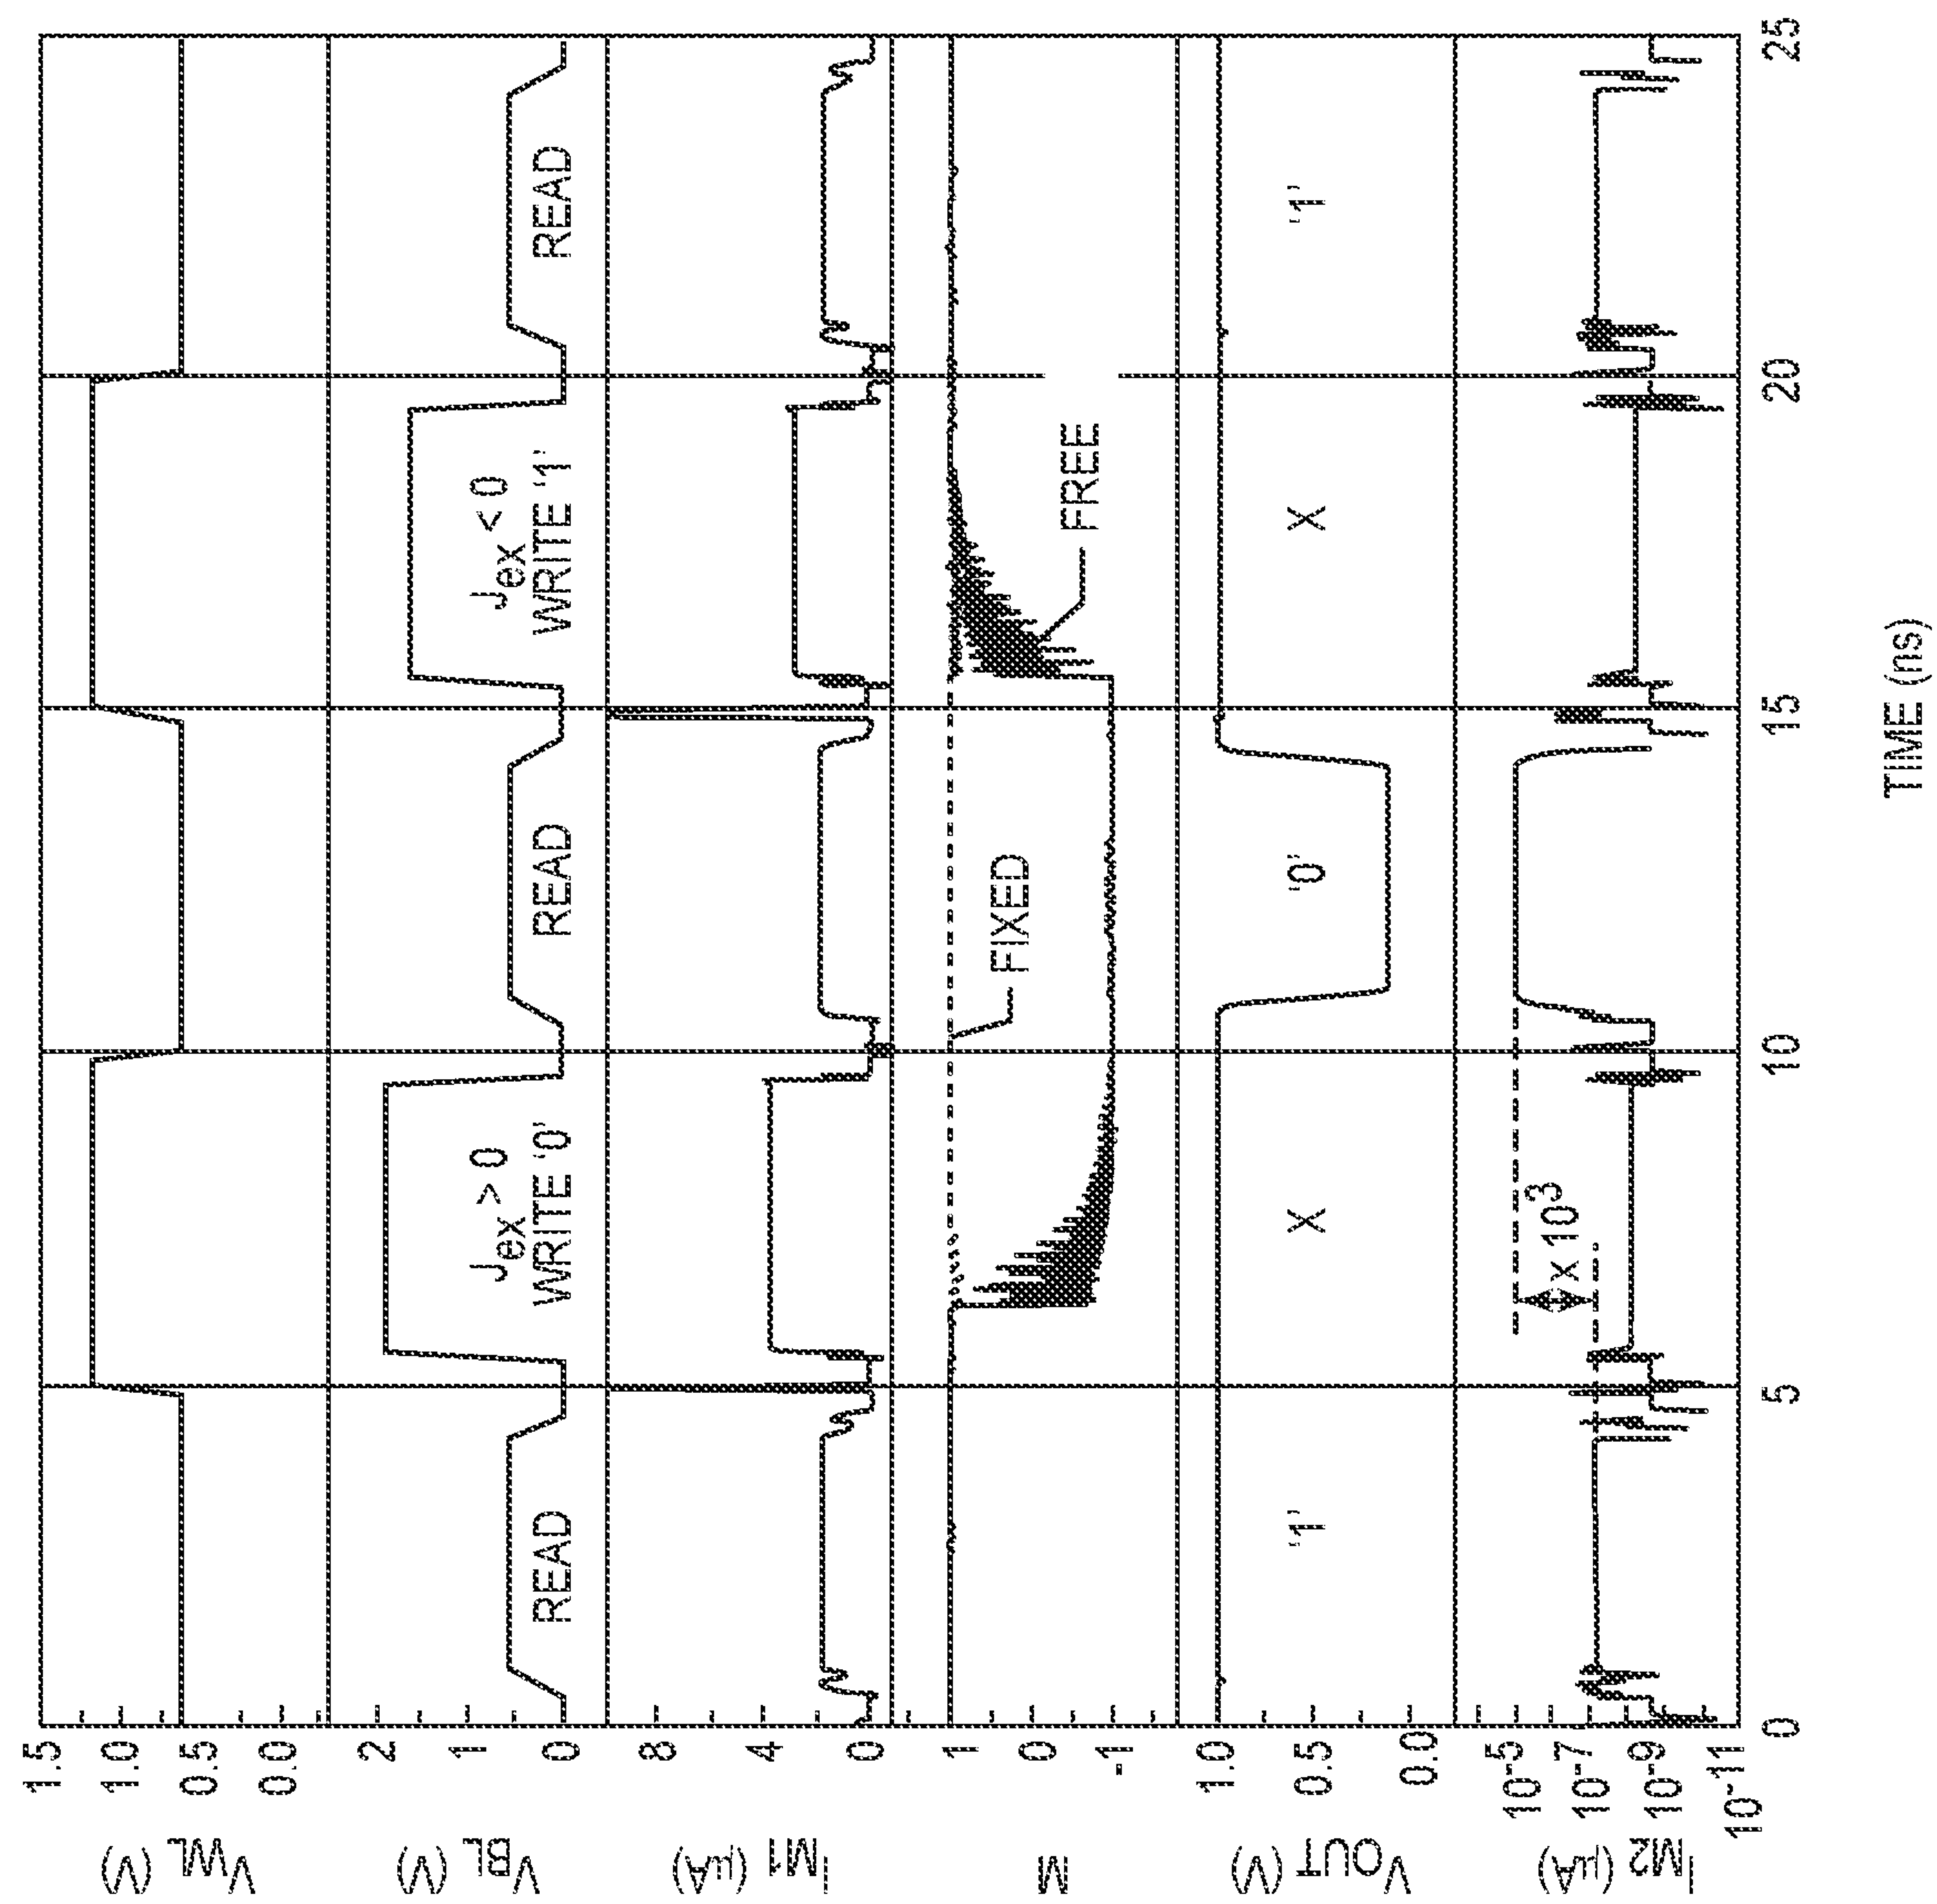 V_WL (V)
1.5
1.0
0.5
0.0
V_BL (V)
2
1
0
READ
J_ex > 0
WRITE '0'
READ
J_ex < 0
WRITE '1'
READ
I_M1 (μA)
8
4
0
M
1
0
-1
FIXED
FREE
V_OUT (V)
1.0
0.5
0.0
'1'
X
'0'
X
'1'
I_M2 (μA)
10^-5
10^-7
10^-9
10^-11
x 10^3
0
5
10
15
20
25
TIME (ns)